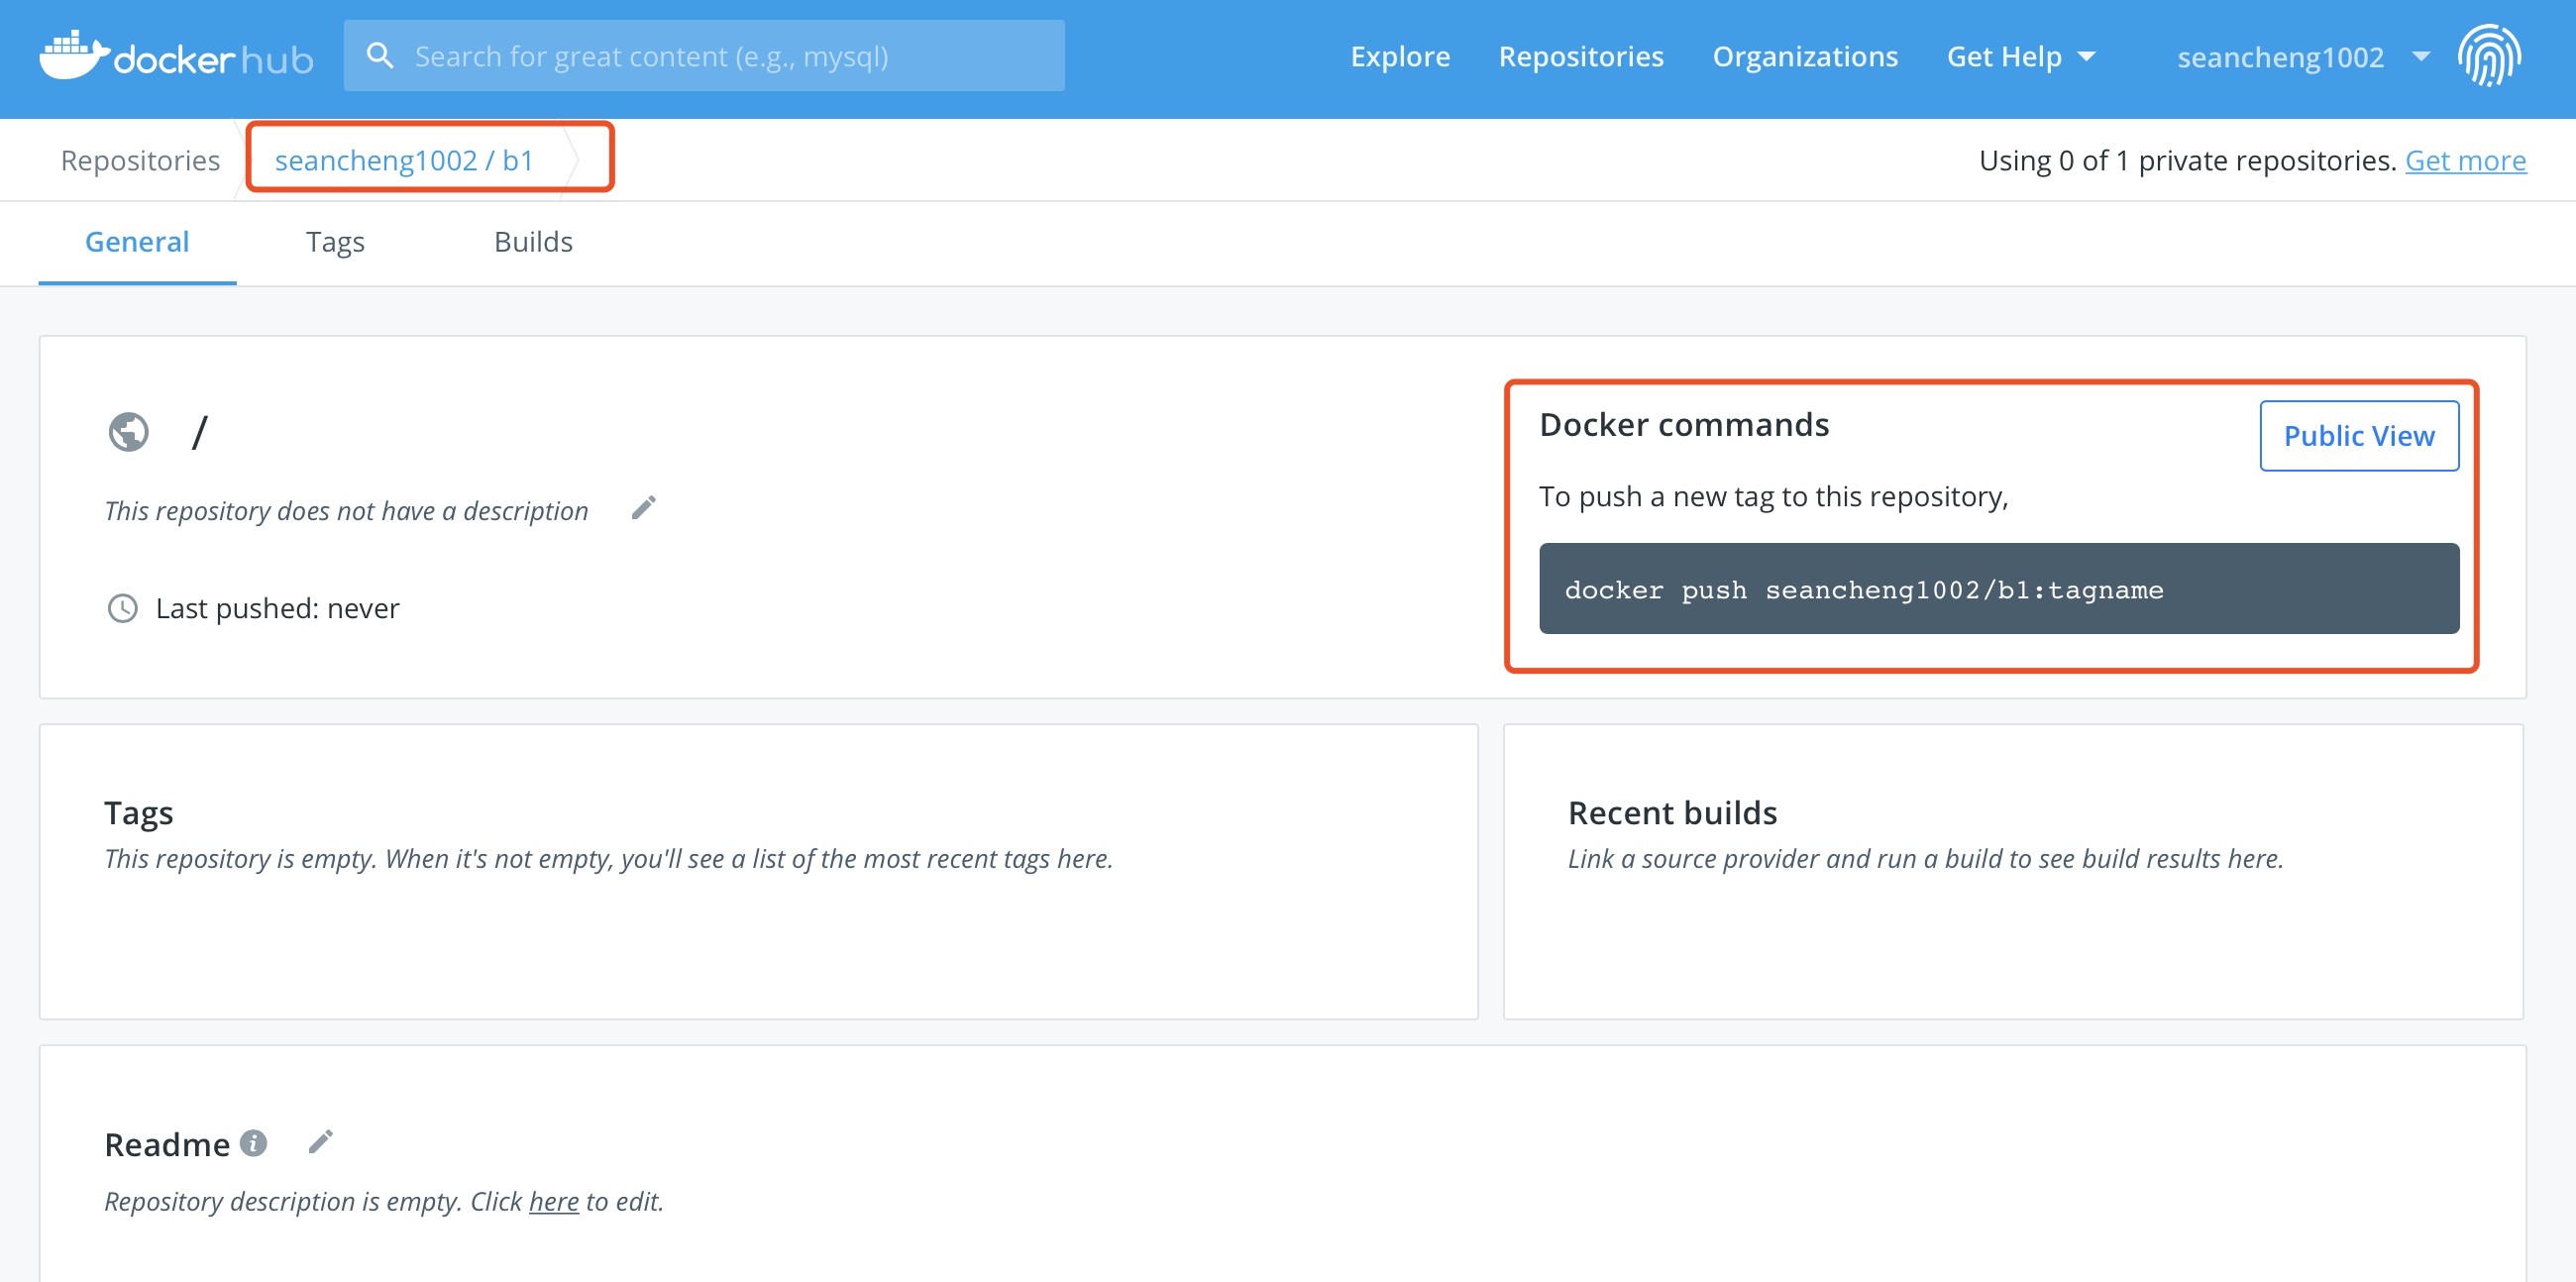 docker hub Search for great content (e.g., mysql) Explore Repositories Organizations Get Help seancheng1002
Repositories seancheng1002 / b1 Using 0 of 1 private repositories. Get more
General Tags Builds
/
This repository does not have a description
Last pushed: never
Docker commands
Public View
To push a new tag to this repository,
docker push seancheng1002/b1:tagname
Tags
This repository is empty. When it's not empty, you'll see a list of the most recent tags here.
Recent builds
Link a source provider and run a build to see build results here.
Readme
Repository description is empty. Click here to edit.